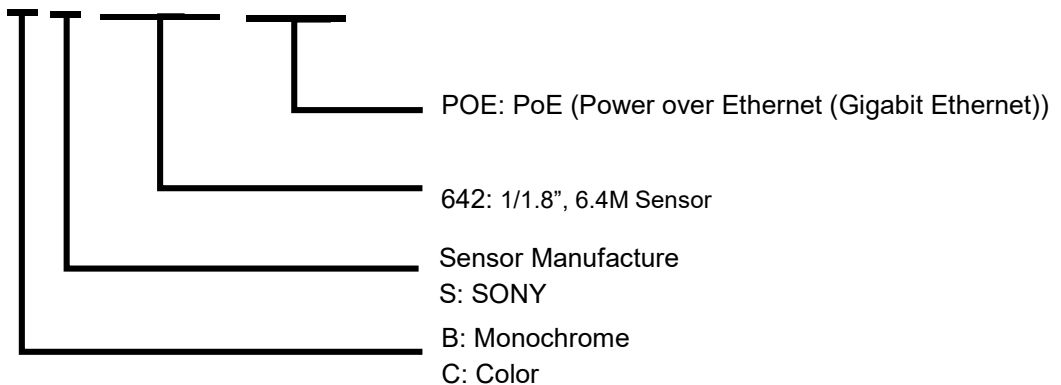 POE: PoE (Power over Ethernet (Gigabit Ethernet))
642: 1/1.8”, 6.4M Sensor
Sensor Manufacture
S: SONY
B: Monochrome
C: Color